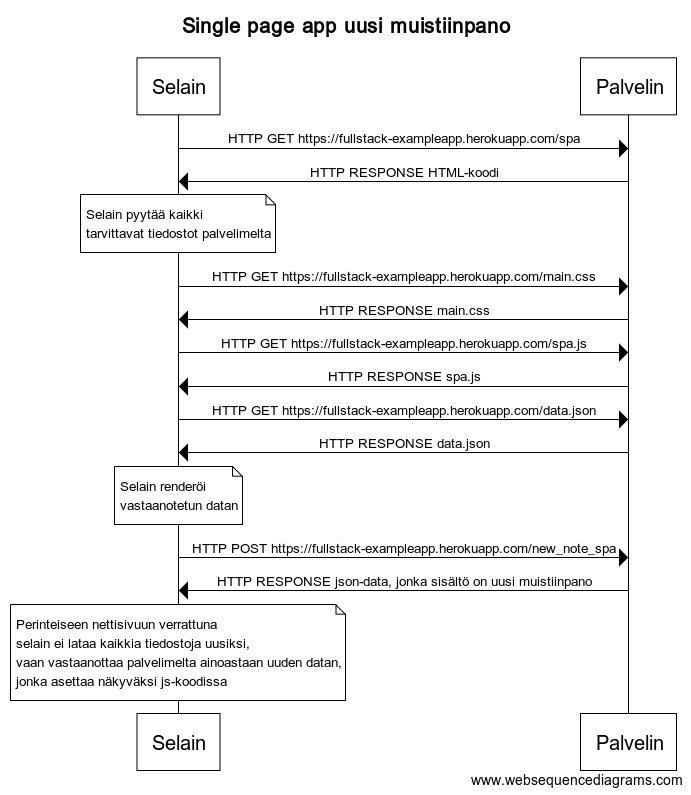 Single page app uusi muistiinpano
Selain
Palvelin
HTTP GET https://fullstack-exampleapp.herokuapp.com/spa
HTTP RESPONSE HTML-koodi
Selain pyytää kaikki
tarvittavat tiedostot palvelimelta
HTTP GET https://fullstack-exampleapp.herokuapp.com/main.css
HTTP RESPONSE main.css
HTTP GET https://fullstack-exampleapp.herokuapp.com/spa.js
HTTP RESPONSE spa.js
HTTP GET https://fullstack-exampleapp.herokuapp.com/data.json
HTTP RESPONSE data.json
Selain renderöi
vastaanotetun datan
HTTP POST https://fullstack-exampleapp.herokuapp.com/new_note_spa
HTTP RESPONSE json-data, jonka sisältö on uusi muistiinpano
Perinteiseen nettisivuun verrattuna
selain ei lataa kaikkia tiedostoja uusiksi,
vaan vastaanottaa palvelimelta ainoastaan uuden datan,
jonka asettaa näkyväksi js-koodissa
Selain
Palvelin
www.websequencediagrams.com